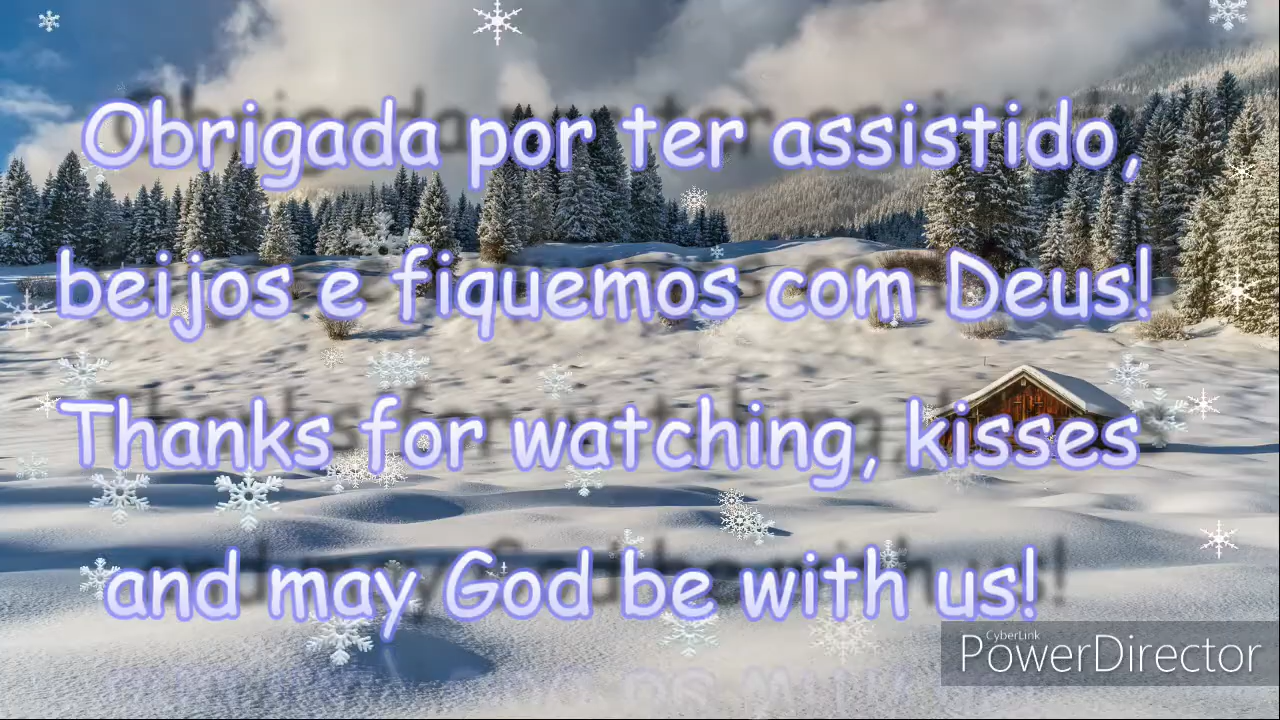 Obrigada por ter assistido,
beijos e fiquemos com Deus!
Thanks for watching, kisses
and may God be with us!
CyberLink
PowerDirector